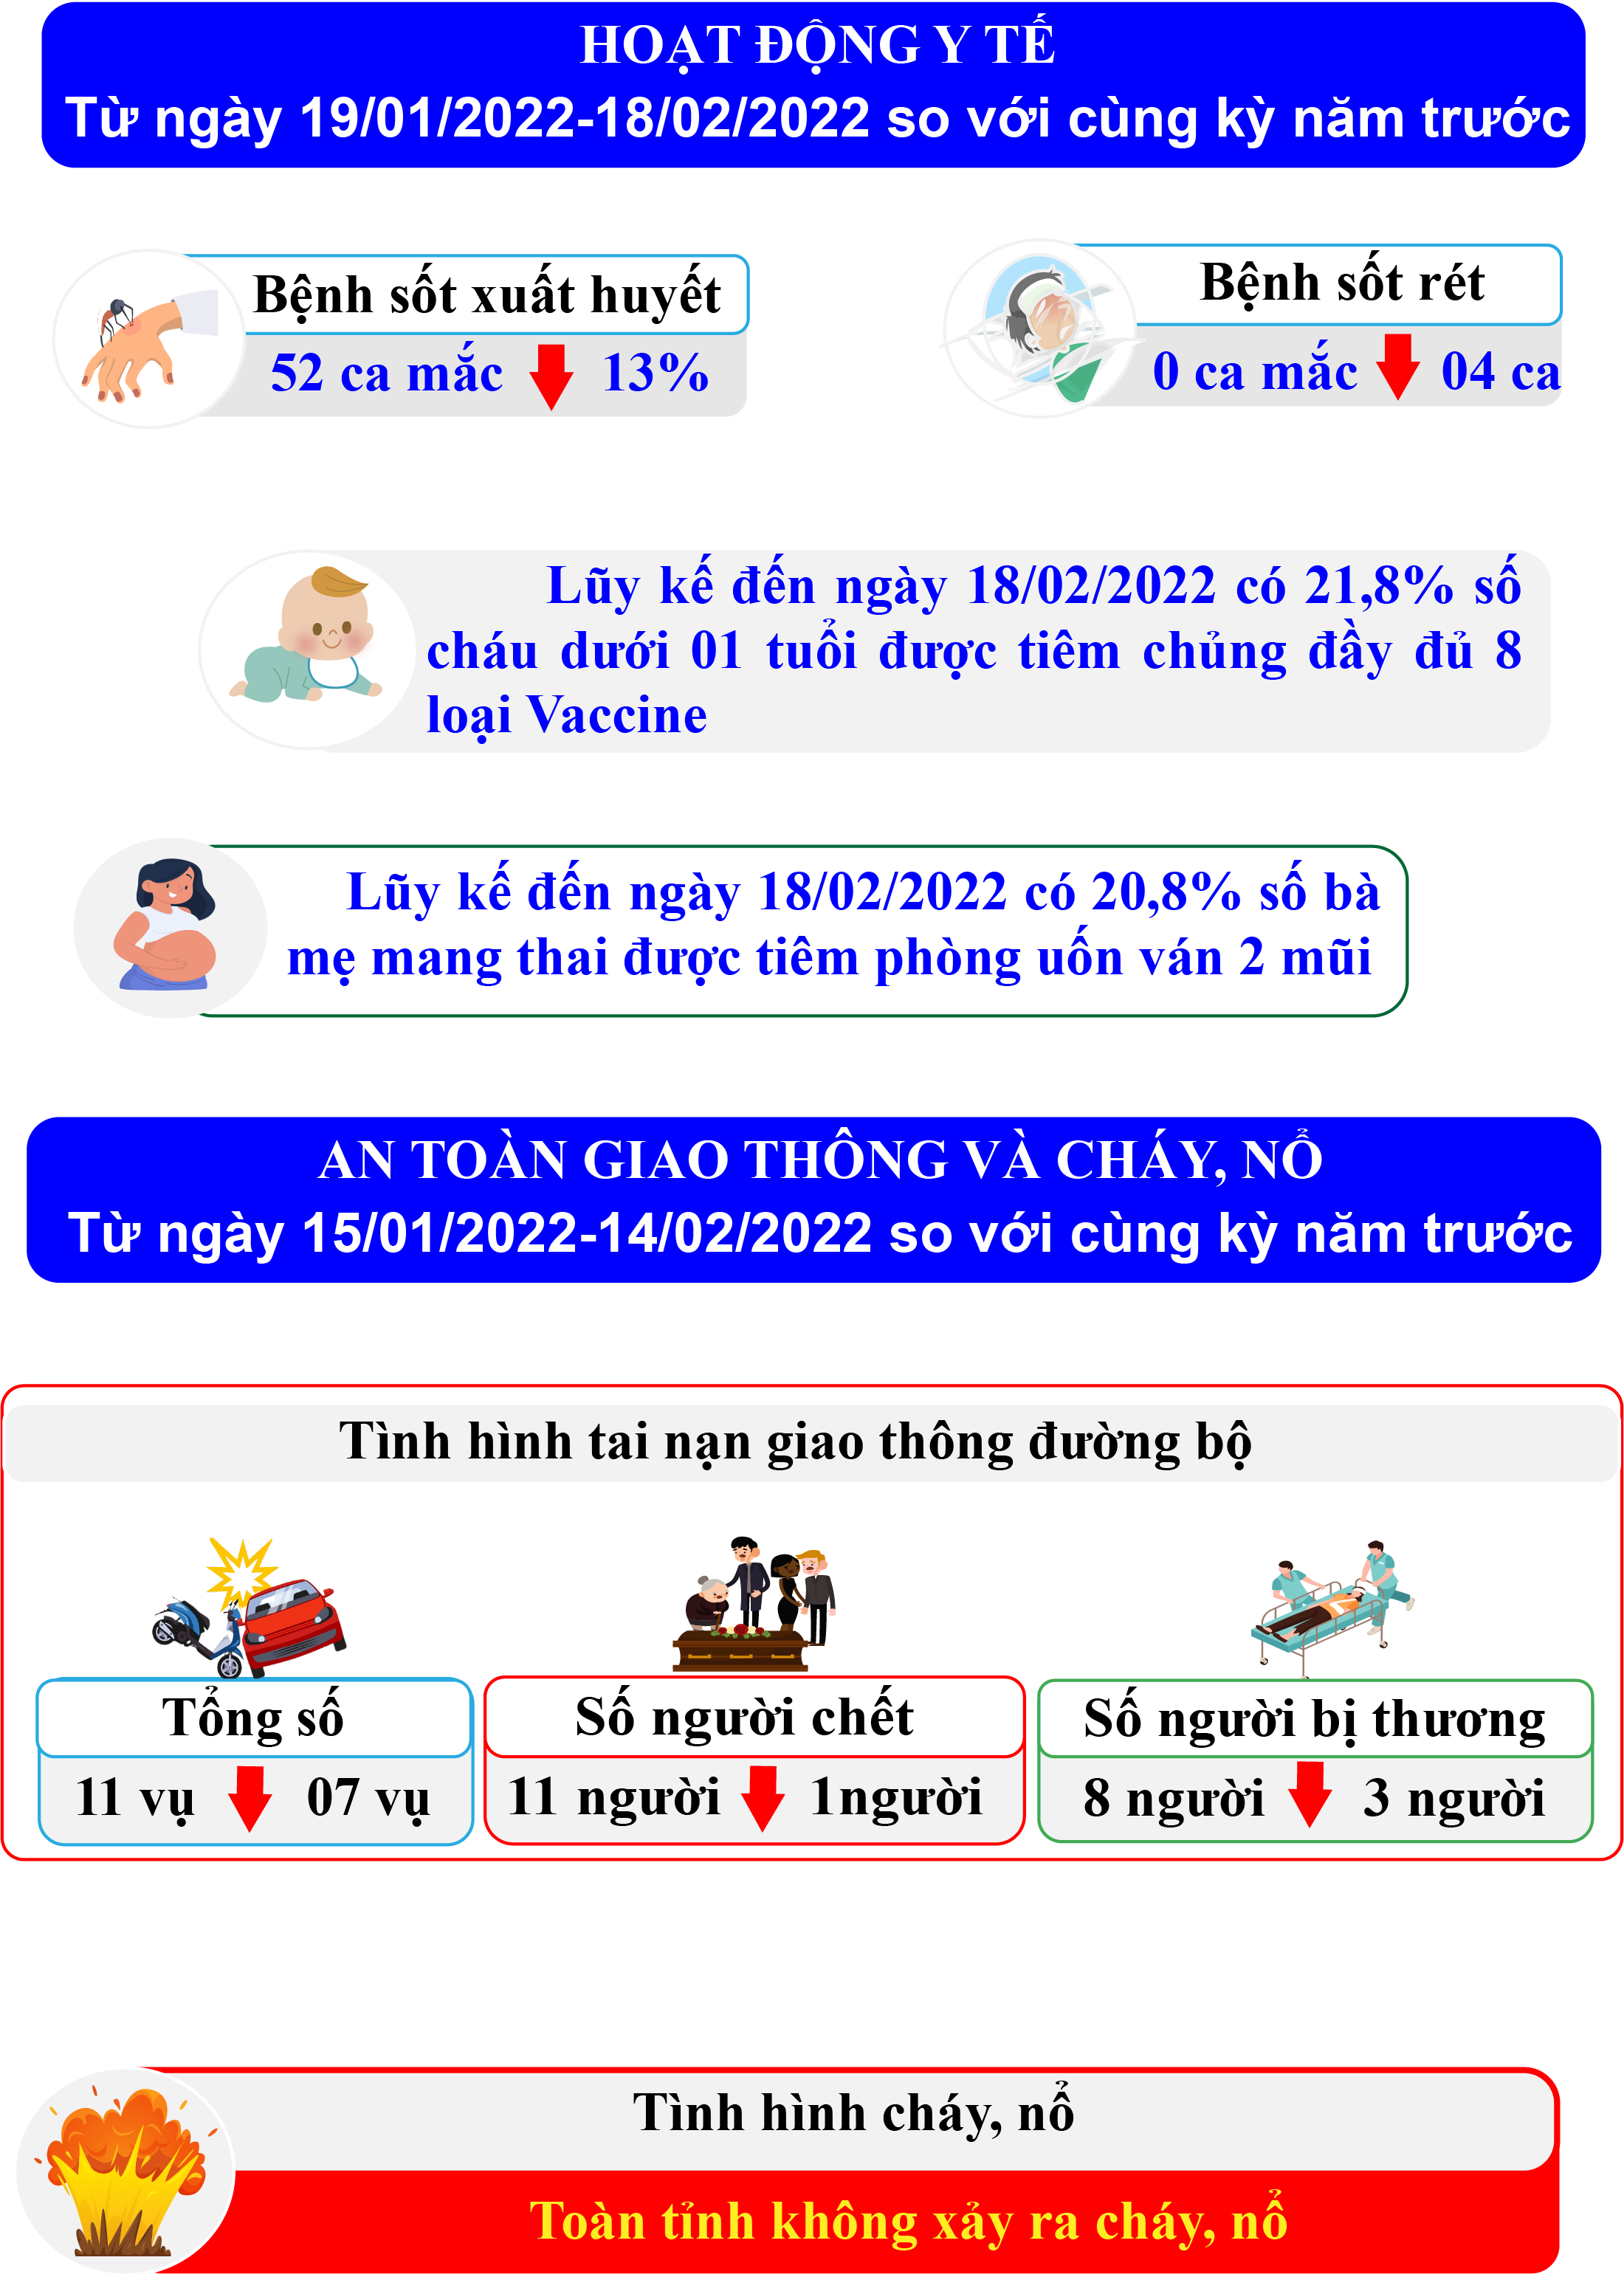 HOẠT ĐỘNG Y TẾ
Từ ngày 19/01/2022-18/02/2022 so với cùng kỳ năm trước
Bệnh sốt xuất huyết
52 ca mắc 13%
Bệnh sốt rét
0 ca mắc 04 ca
Lũy kế đến ngày 18/02/2022 có 21,8% số
cháu dưới 01 tuổi được tiêm chủng đầy đủ 8
loại Vaccine
Lũy kế đến ngày 18/02/2022 có 20,8% số bà
mẹ mang thai được tiêm phòng uốn ván 2 mũi
AN TOÀN GIAO THÔNG VÀ CHÁY, NỔ
Từ ngày 15/01/2022-14/02/2022 so với cùng kỳ năm trước
Tình hình tai nạn giao thông đường bộ
Tổng số
11 vụ 07 vụ
Số người chết
11 người 1người
Số người bị thương
8 người 3 người
Tình hình cháy, nổ
Toàn tỉnh không xảy ra cháy, nổ